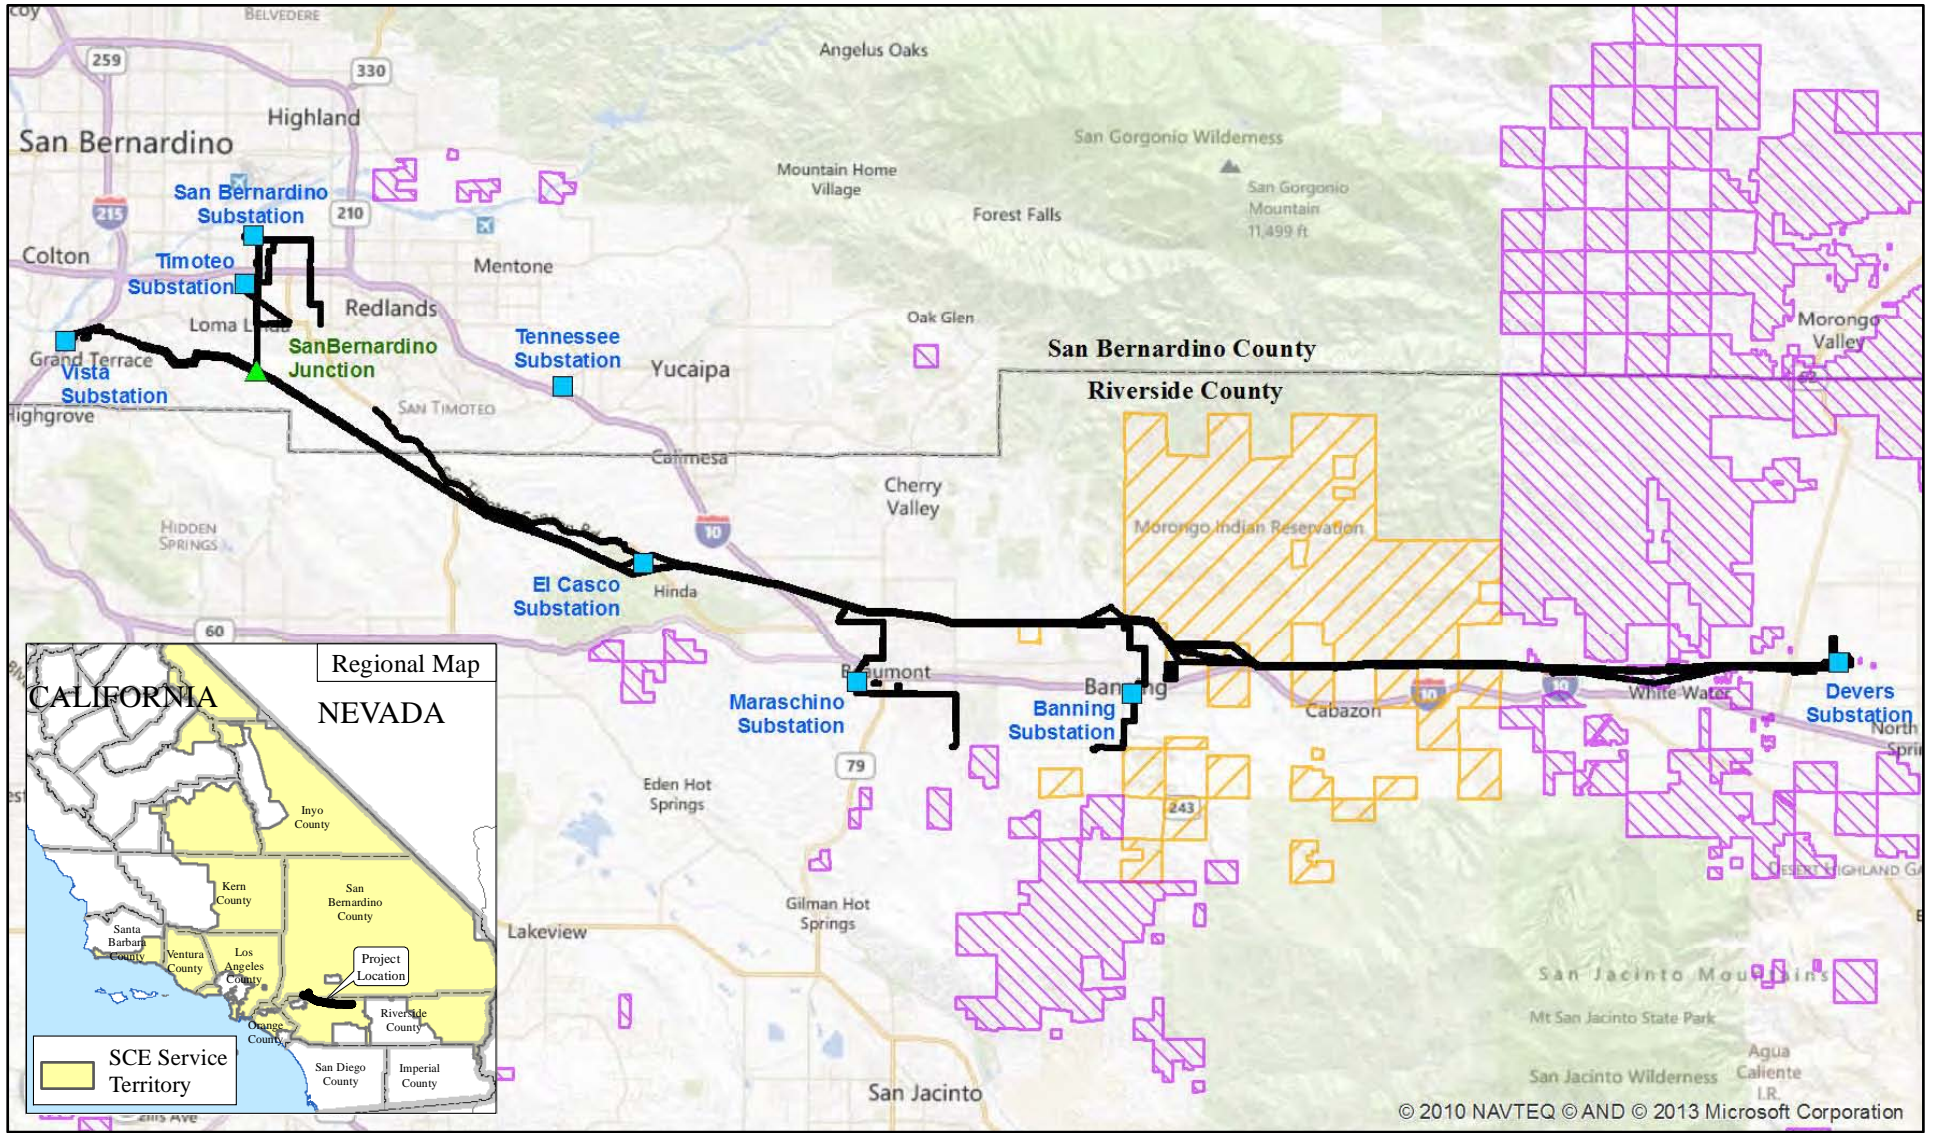 BELVEDERE
259
330
Angelus Oaks
Highland
San Bernardino
San Gorgonio Wilderness
Mountain Home
Village
San Gorgonio
Mountain
11,499 ft
San Bernardino
Substation
215
210
Forest Falls
Colton
Timoteo
Substation
Mentone
Redlands
Loma Linda
Oak Glen
Morongo
Valley
Tennessee
Substation
SanBernardino
Junction
San Bernardino County
Grand Terrace
Vista
Substation
Yucaipa
62
Riverside County
Highgrove
SAN TIMOTEO
Calimesa
Cherry
Valley
HIDDEN
SPRINGS
10
Morongo Indian Reservation
El Casco
Substation
Hinda
60
Beaumont
Maraschino
Substation
Banning
Banning
Substation
10
10
Cabazon
White Water
Devers
Substation
North
79
Eden Hot
Springs
243
DESERT HIGHLAND GA
Gilman Hot
Springs
Lakeview
San Jacinto Mountains
Mt San Jacinto State Park
San Jacinto Wilderness
Agua
Caliente
I.R.
San Jacinto
© 2010 NAVTEQ © AND © 2013 Microsoft Corporation
Regional Map
CALIFORNIA
NEVADA
Inyo
County
Kern
County
San
Bernardino
County
Santa
Barbara
County
Ventura
County
Los
Angeles
County
Project
Location
Orange
County
Riverside
County
San Diego
County
Imperial
County
SCE Service
Territory